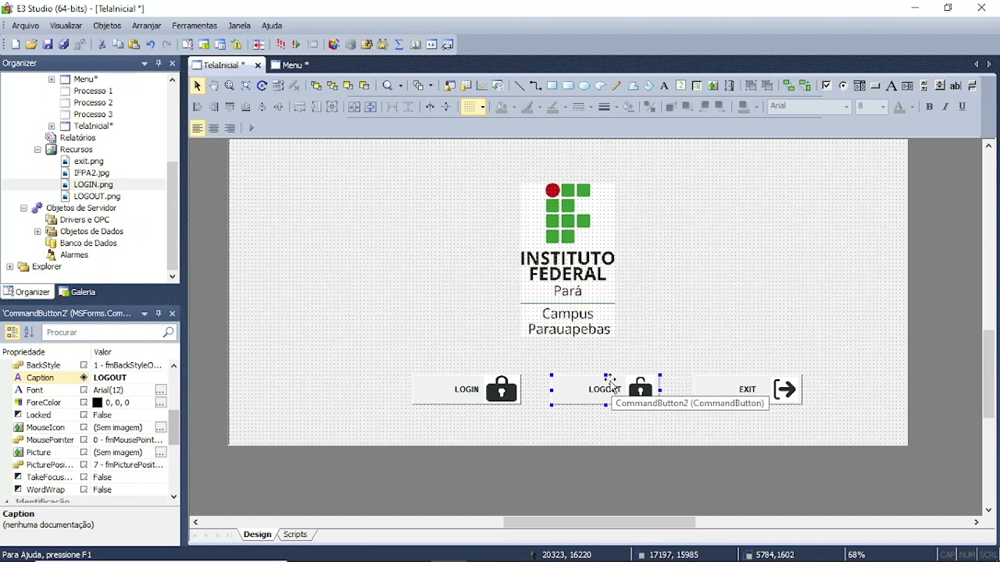 E3 Studio (64-bits) - [TelaInicial *]
Arquivo Visualizar Objetos Arranjar Ferramentas Janela Ajuda
Organizer
TelaInicial * Menu *
Menu*
Processo 1
Processo 2
Processo 3
TelaInicial*
Relatórios
Recursos
exit.png
IFPA2.jpg
LOGIN.png
LOGOUT.png
Objetos de Servidor
Drivers e OPC
Objetos de Dados
Banco de Dados
Alarmes
Explorer
Organizer Galeria
Arial 8
INSTITUTO
FEDERAL
Pará
Campus
Parauapebas
LOGIN LOGOUT EXIT
CommandButton2 (CommandButton)
'CommandButton2' (MSForms.Com...
Procurar
Propriedade Valor
BackStyle 1 - fmBackStyleO...
Caption LOGOUT
Font Arial(12)
ForeColor 0, 0, 0
Locked False
MouseIcon (Sem imagem)
MousePointer 0 - fmMousePoint...
Picture (Sem imagem)
PicturePosi... 7 - fmPicturePosit...
TakeFocus... False
WordWrap False
Identificação
Caption
(nenhuma documentação)
Design Scripts
Para Ajuda, pressione F1 20323, 16220 17197, 15985 5784,1602 68% CAP NUM SCRL